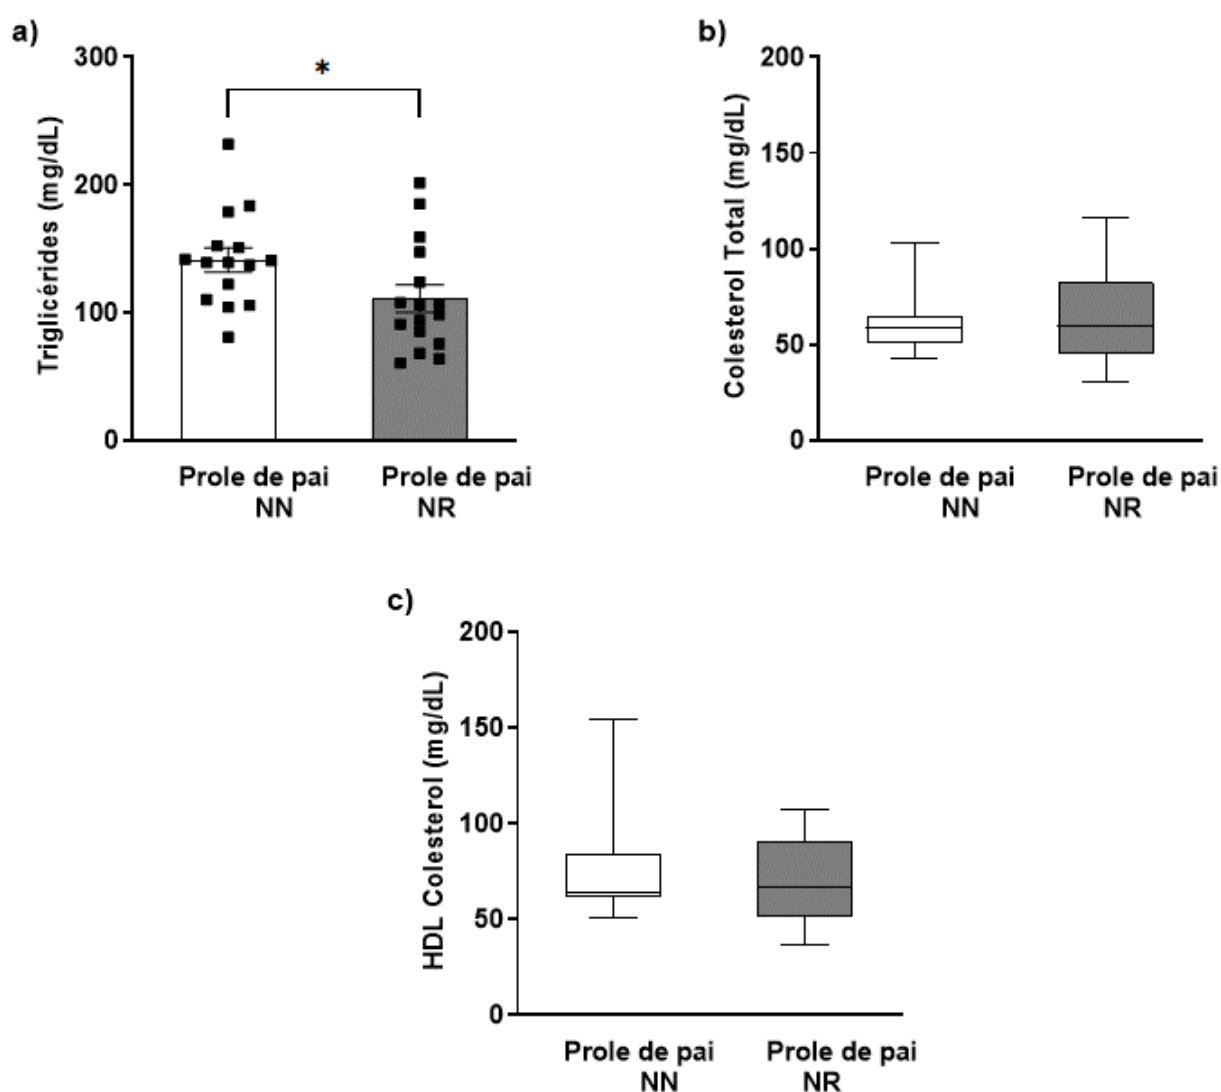 a)
Triglicérides (mg/dL)
300
200
100
0
*
Prole de pai
NN
Prole de pai
NR
b)
Colesterol Total (mg/dL)
200
150
100
50
0
Prole de pai
NN
Prole de pai
NR
c)
HDL Colesterol (mg/dL)
200
150
100
50
0
Prole de pai
NN
Prole de pai
NR